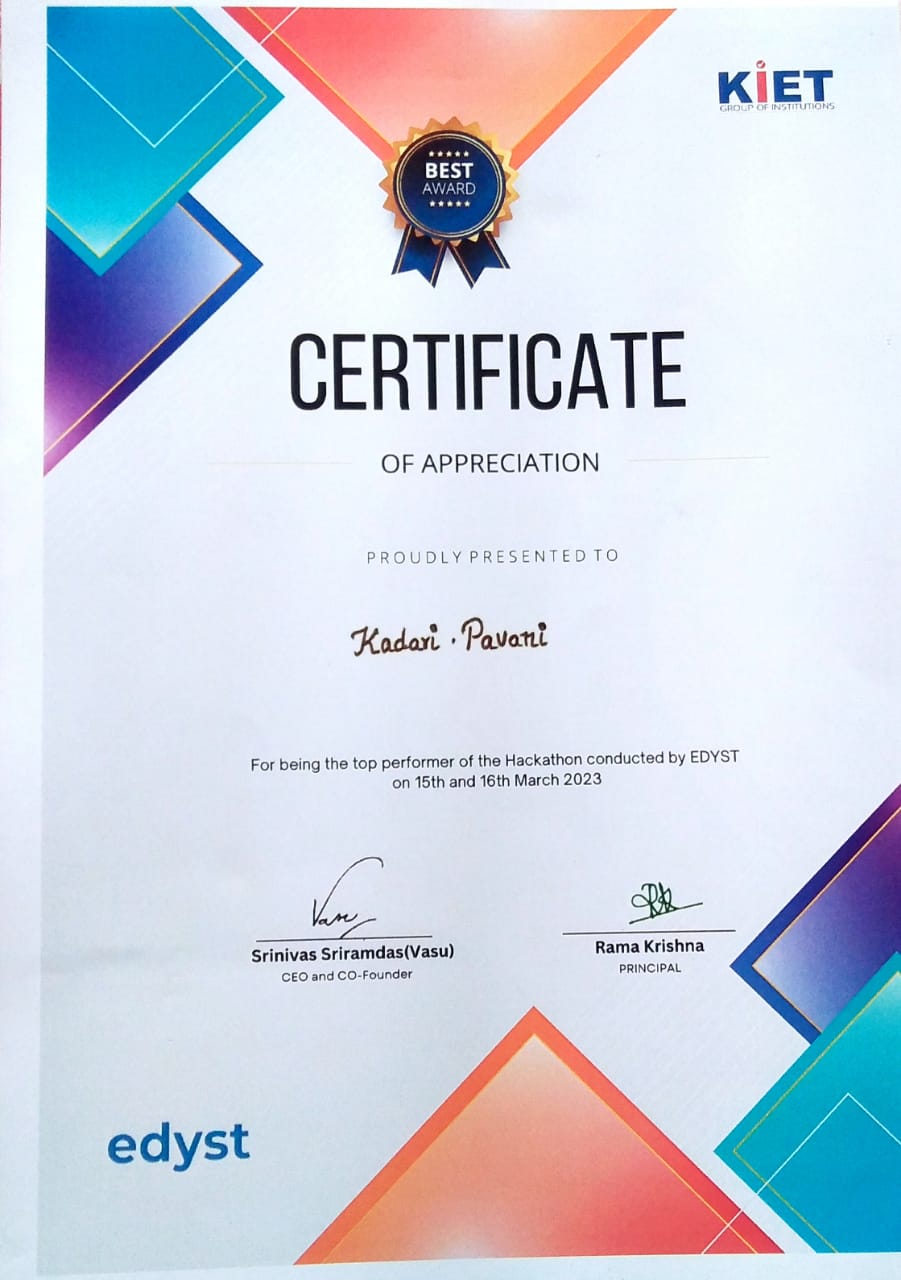 KiET
GROUP OF INSTITUTIONS
BEST
AWARD
CERTIFICATE
OF APPRECIATION
PROUDLY PRESENTED TO
Kadari . Pavani
For being the top performer of the Hackathon conducted by EDYST
on 15th and 16th March 2023
Vasu
Srinivas Sriramdas(Vasu)
CEO and CO-Founder
Rama Krishna
PRINCIPAL
edyst